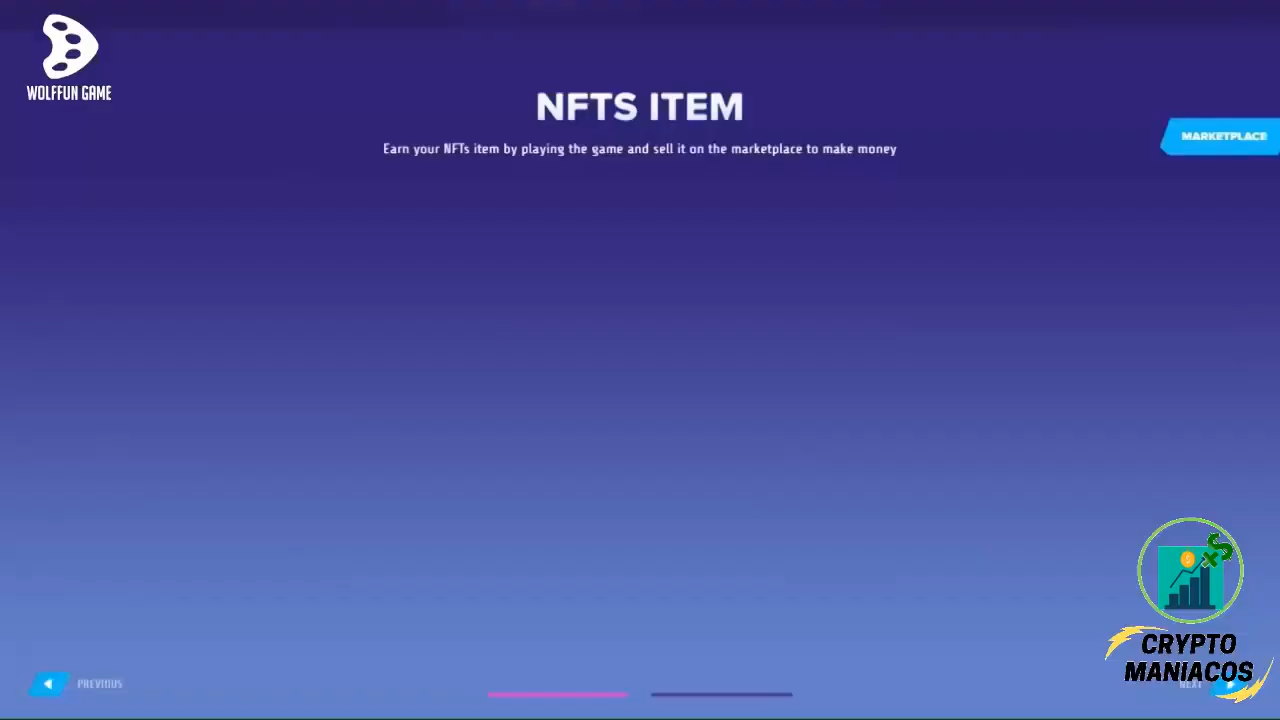 WOLFFUN GAME
NFTS ITEM
Earn your NFTs item by playing the game and sell it on the marketplace to make money
MARKETPLACE
$
CRYPTO
MANIACOS
PREVIOUS
NEXT